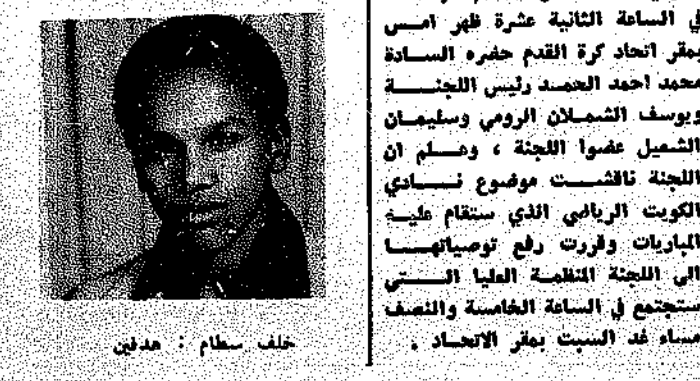 في الساعة الثانية عشرة ظهر امس
بمقر اتحاد كرة القدم حضره السادة
محمد احمد الحمد رئيس اللجنة
ويوسف الشملان الرومي وسليمان
الشعيل عضوا اللجنة ، وعلم ان
اللجنة ناقشت موضوع نادي
الكويت الرياضي الذي ستقام عليه
المباريات وقررت رفع توصياتها
الى اللجنة المنظمة العليا التي
ستجتمع في الساعة الخامسة والنصف
مساء غد السبت بمقر الاتحاد .
خلف سطام : هدفين